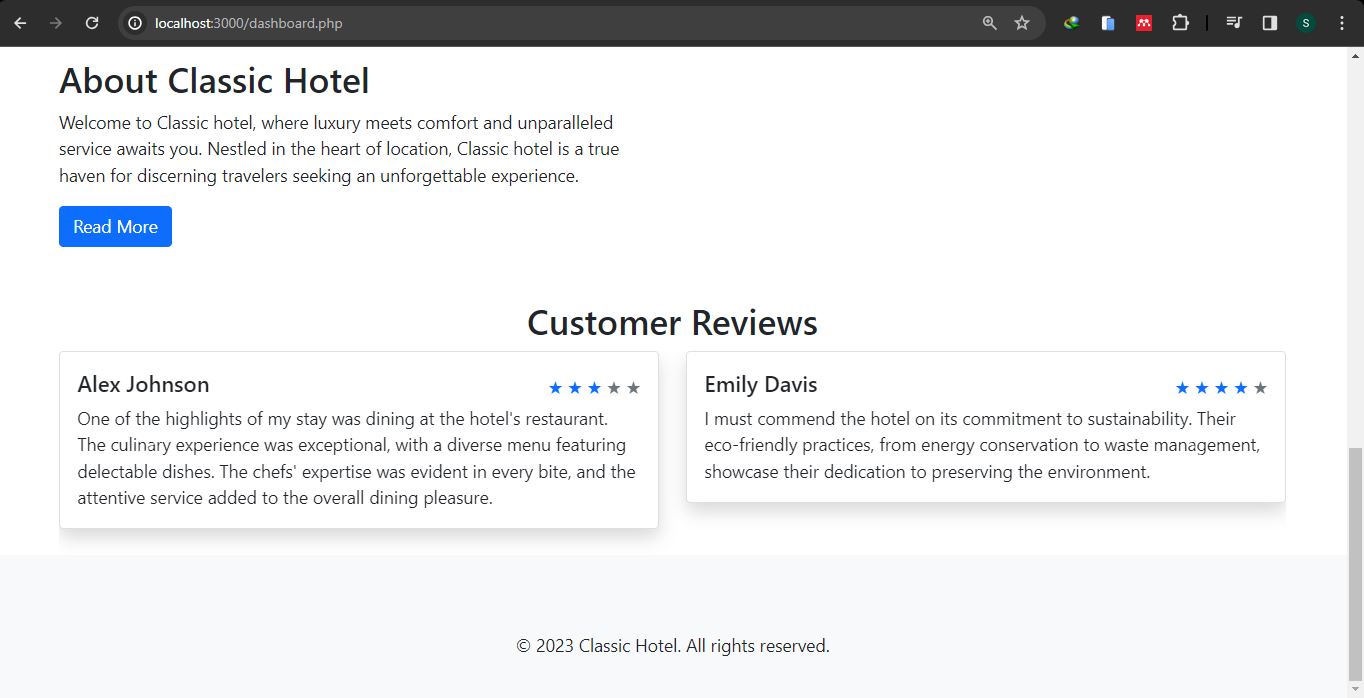 localhost:3000/dashboard.php
S
About Classic Hotel
Welcome to Classic hotel, where luxury meets comfort and unparalleled
service awaits you. Nestled in the heart of location, Classic hotel is a true
haven for discerning travelers seeking an unforgettable experience.
Read More
Customer Reviews
Alex Johnson
One of the highlights of my stay was dining at the hotel's restaurant.
The culinary experience was exceptional, with a diverse menu featuring
delectable dishes. The chefs' expertise was evident in every bite, and the
attentive service added to the overall dining pleasure.
Emily Davis
I must commend the hotel on its commitment to sustainability. Their
eco-friendly practices, from energy conservation to waste management,
showcase their dedication to preserving the environment.
© 2023 Classic Hotel. All rights reserved.